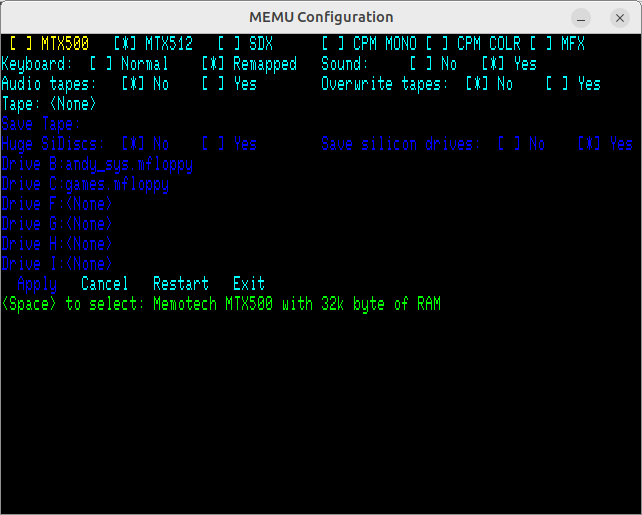 MEMU Configuration
[ ] MTX500 [*] MTX512 [ ] SDX [ ] CPM MONO [ ] CPM COLR [ ] MFX
Keyboard: [ ] Normal [*] Remapped Sound: [ ] No [*] Yes
Audio tapes: [*] No [ ] Yes Overwrite tapes: [*] No [ ] Yes
Tape: <None>
Save Tape:
Huge SiDiscs: [*] No [ ] Yes Save silicon drives: [ ] No [*] Yes
Drive B:andy_sys.mfloppy
Drive C:games.mfloppy
Drive F:<None>
Drive G:<None>
Drive H:<None>
Drive I:<None>
Apply Cancel Restart Exit
<Space> to select: Memotech MTX500 with 32k byte of RAM